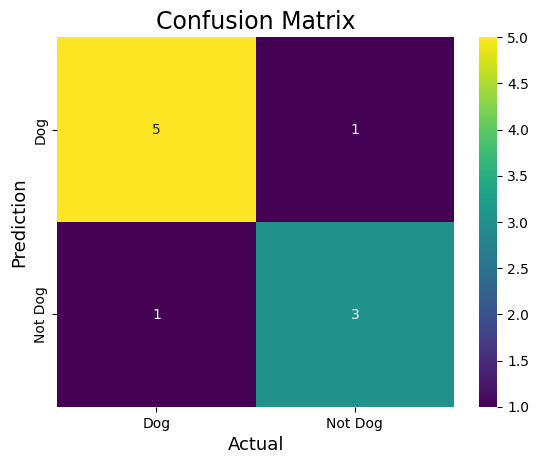 Confusion Matrix
Dog
5
1
Not Dog
1
3
Prediction
Dog
Not Dog
Actual
5.0
4.5
4.0
3.5
3.0
2.5
2.0
1.5
1.0